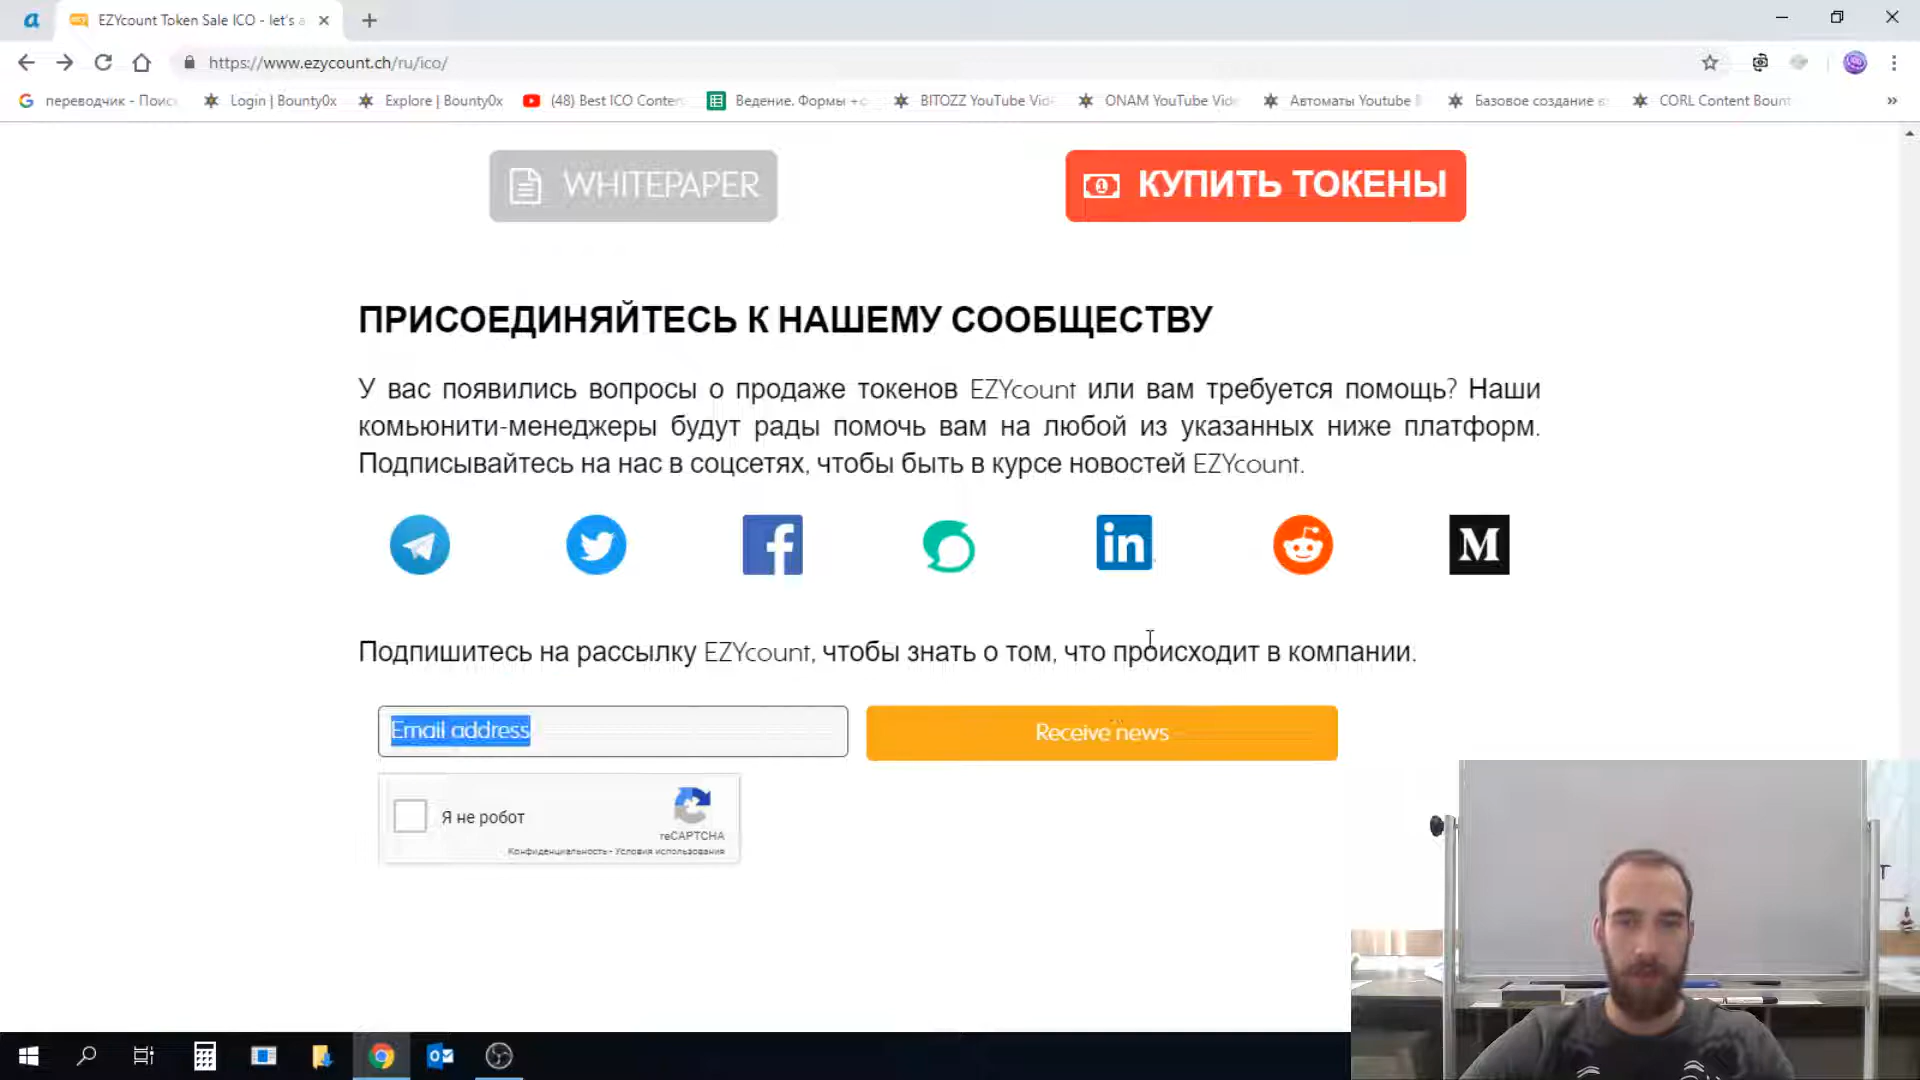 EZYcount Token Sale ICO - let's a
https://www.ezycount.ch/ru/ico/
переводчик - Поис
Login | Bounty0x
Explore | Bounty0x
(48) Best ICO Conten
Ведение. Формы +
BITOZZ YouTube Vid
ONAM YouTube Vid
Автоматы Youtube
Базовое создание в
CORL Content Bount
WHITEPAPER
КУПИТЬ ТОКЕНЫ
ПРИСОЕДИНЯЙТЕСЬ К НАШЕМУ СООБЩЕСТВУ
У вас появились вопросы о продаже токенов EZYcount или вам требуется помощь? Наши
комьюнити-менеджеры будут рады помочь вам на любой из указанных ниже платформ.
Подписывайтесь на нас в соцсетях, чтобы быть в курсе новостей EZYcount.
Подпишитесь на рассылку EZYcount, чтобы знать о том, что происходит в компании.
Email address
Receive news
Я не робот
reCAPTCHA
Конфиденциальность - Условия использования